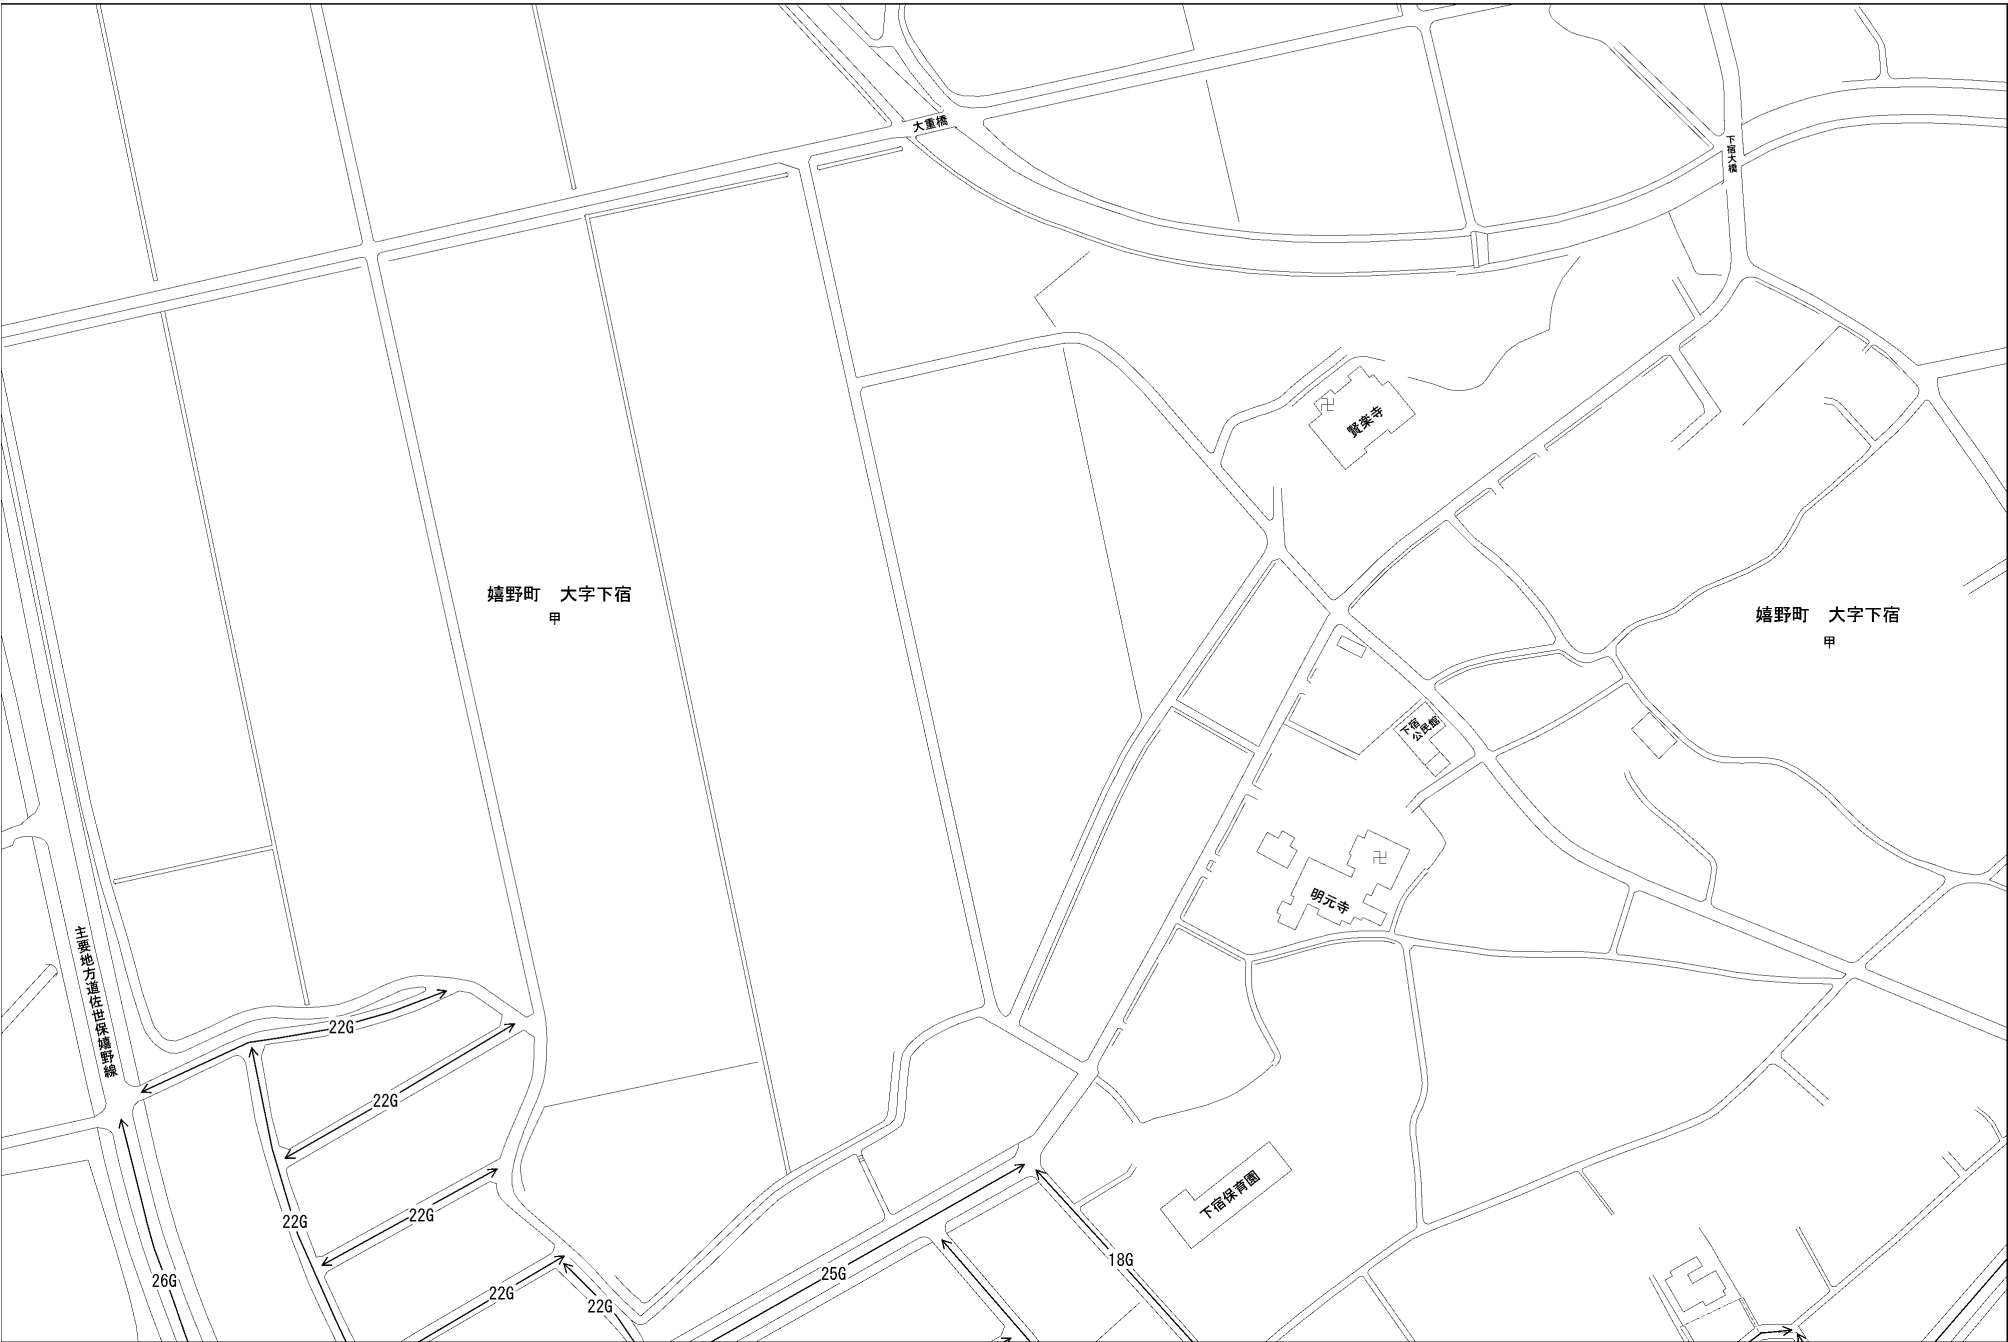 大重橋
下宿大橋
賢楽寺
嬉野町　大字下宿
甲
嬉野町　大字下宿
甲
下宿
公民館
明元寺
主要地方道佐世保嬉野線
22G
22G
下宿保育園
22G
22G
18G
25G
26G
22G
22G